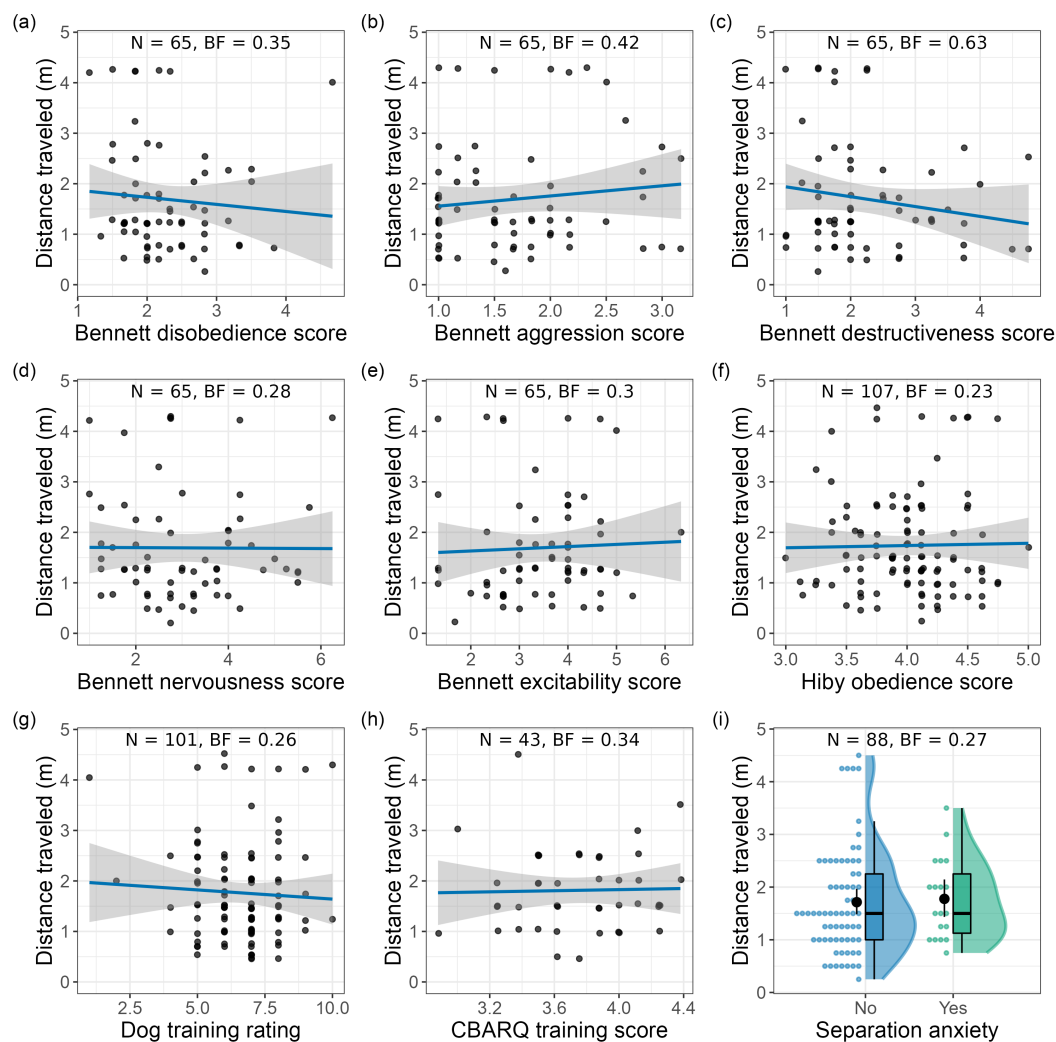 (a)
N = 65, BF = 0.35
Distance traveled (m)
5
4
3
2
1
0
1 2 3 4
Bennett disobedience score
(b)
N = 65, BF = 0.42
Distance traveled (m)
5
4
3
2
1
0
1.0 1.5 2.0 2.5 3.0
Bennett aggression score
(c)
N = 65, BF = 0.63
Distance traveled (m)
5
4
3
2
1
0
1 2 3 4
Bennett destructiveness score
(d)
N = 65, BF = 0.28
Distance traveled (m)
5
4
3
2
1
0
2 4 6
Bennett nervousness score
(e)
N = 65, BF = 0.3
Distance traveled (m)
5
4
3
2
1
0
2 3 4 5 6
Bennett excitability score
(f)
N = 107, BF = 0.23
Distance traveled (m)
5
4
3
2
1
0
3.0 3.5 4.0 4.5 5.0
Hiby obedience score
(g)
N = 101, BF = 0.26
Distance traveled (m)
5
4
3
2
1
0
2.5 5.0 7.5 10.0
Dog training rating
(h)
N = 43, BF = 0.34
Distance traveled (m)
5
4
3
2
1
0
3.2 3.6 4.0 4.4
CBARQ training score
(i)
N = 88, BF = 0.27
Distance traveled (m)
5
4
3
2
1
0
No Yes
Separation anxiety